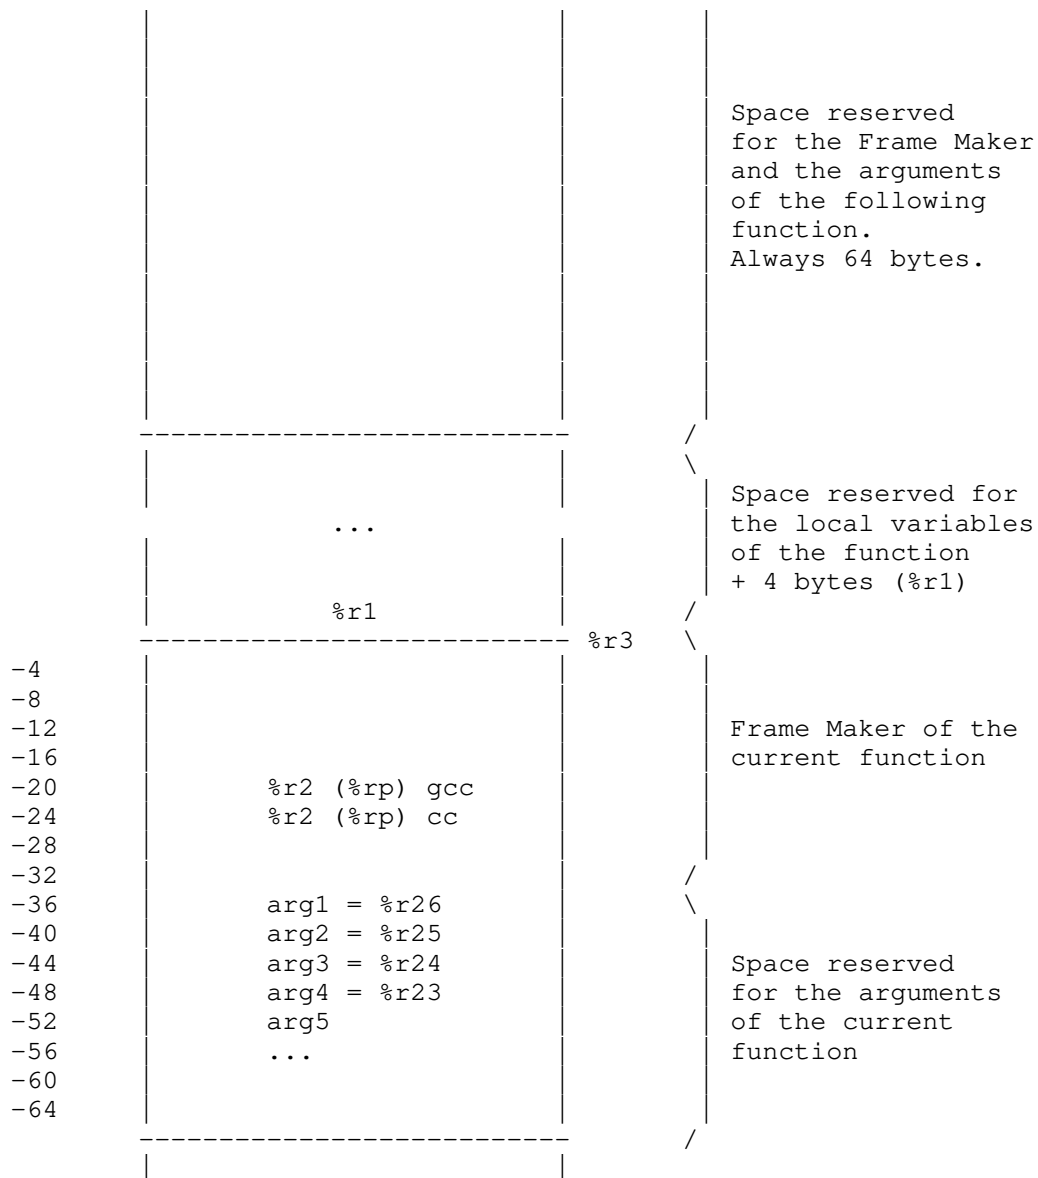 Space reserved
for the Frame Maker
and the arguments
of the following
function.
Always 64 bytes.
Space reserved for
... the local variables
of the function
+ 4 bytes (%r1)
%r1
%r3
-4
-8
-12 Frame Maker of the
-16 current function
-20 %r2 (%rp) gcc
-24 %r2 (%rp) cc
-28
-32
-36 arg1 = %r26
-40 arg2 = %r25
-44 arg3 = %r24 Space reserved
-48 arg4 = %r23 for the arguments
-52 arg5 of the current
-56 ... function
-60
-64